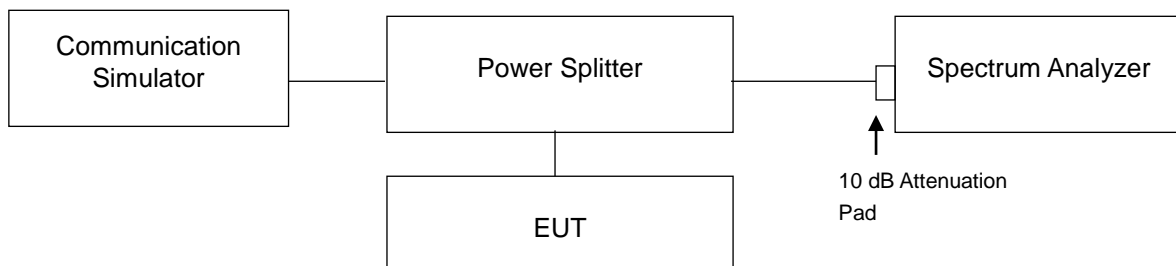 Communication
Simulator
Power Splitter
Spectrum Analyzer
10 dB Attenuation
Pad
EUT